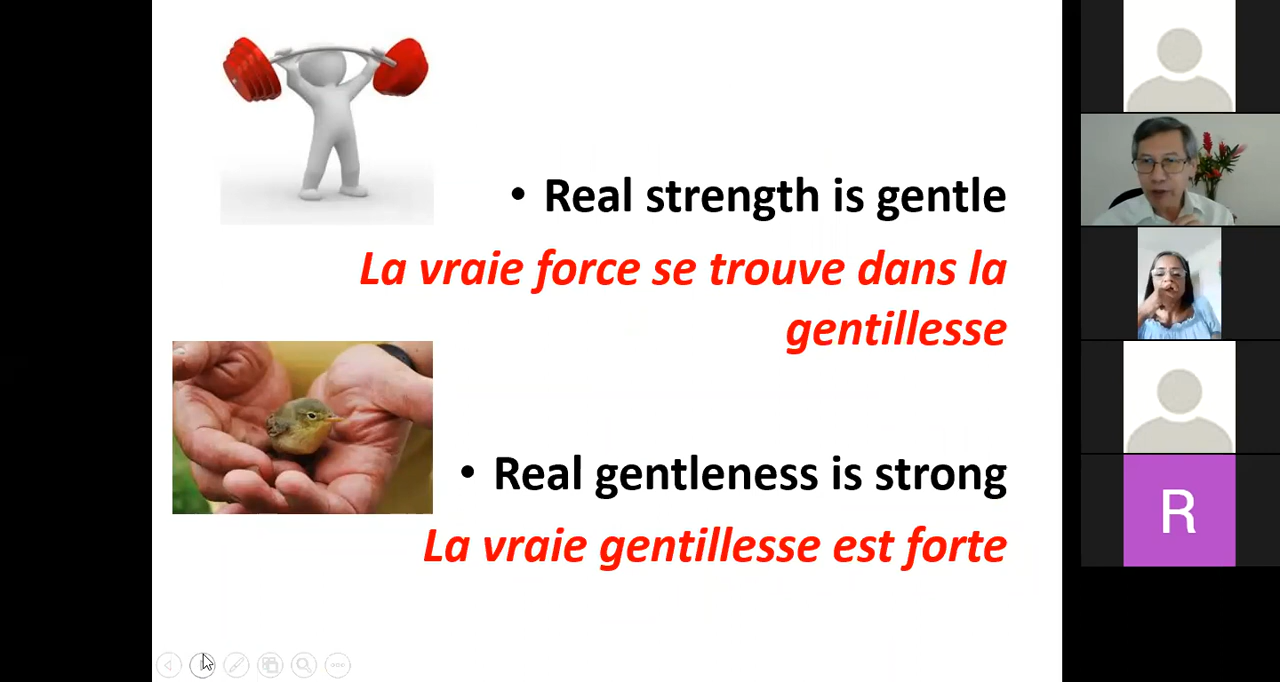 • Real strength is gentle
La vraie force se trouve dans la
gentillesse
• Real gentleness is strong
La vraie gentillesse est forte
R